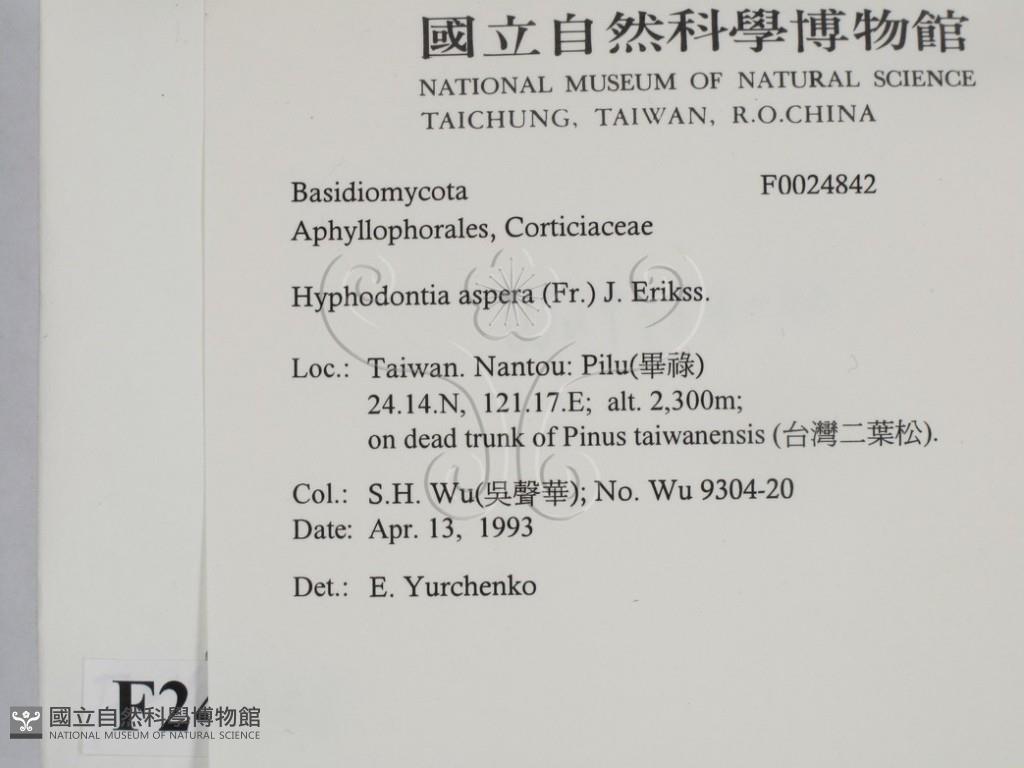 國立自然科學博物館
NATIONAL MUSEUM OF NATURAL SCIENCE
TAICHUNG, TAIWAN, R.O.CHINA
Basidiomycota F0024842
Aphyllophorales, Corticiaceae
Hyphodontia aspera (Fr.) J. Erikss.
Loc.: Taiwan. Nantou: Pilu(畢祿)
24.14.N, 121.17.E; alt. 2,300m;
on dead trunk of Pinus taiwanensis (台灣二葉松).
Col.: S.H. Wu(吳聲華); No. Wu 9304-20
Date: Apr. 13, 1993
Det.: E. Yurchenko
F24
國立自然科學博物館
NATIONAL MUSEUM OF NATURAL SCIENCE